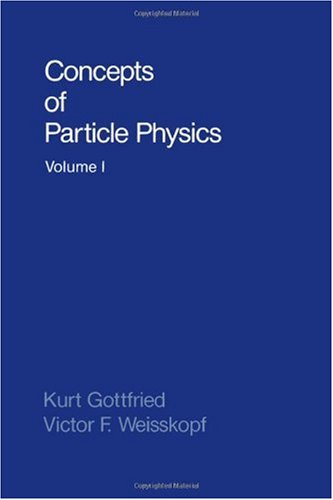 Concepts
of
Particle Physics
Volume I
Kurt Gottfried
Victor F. Weisskopf